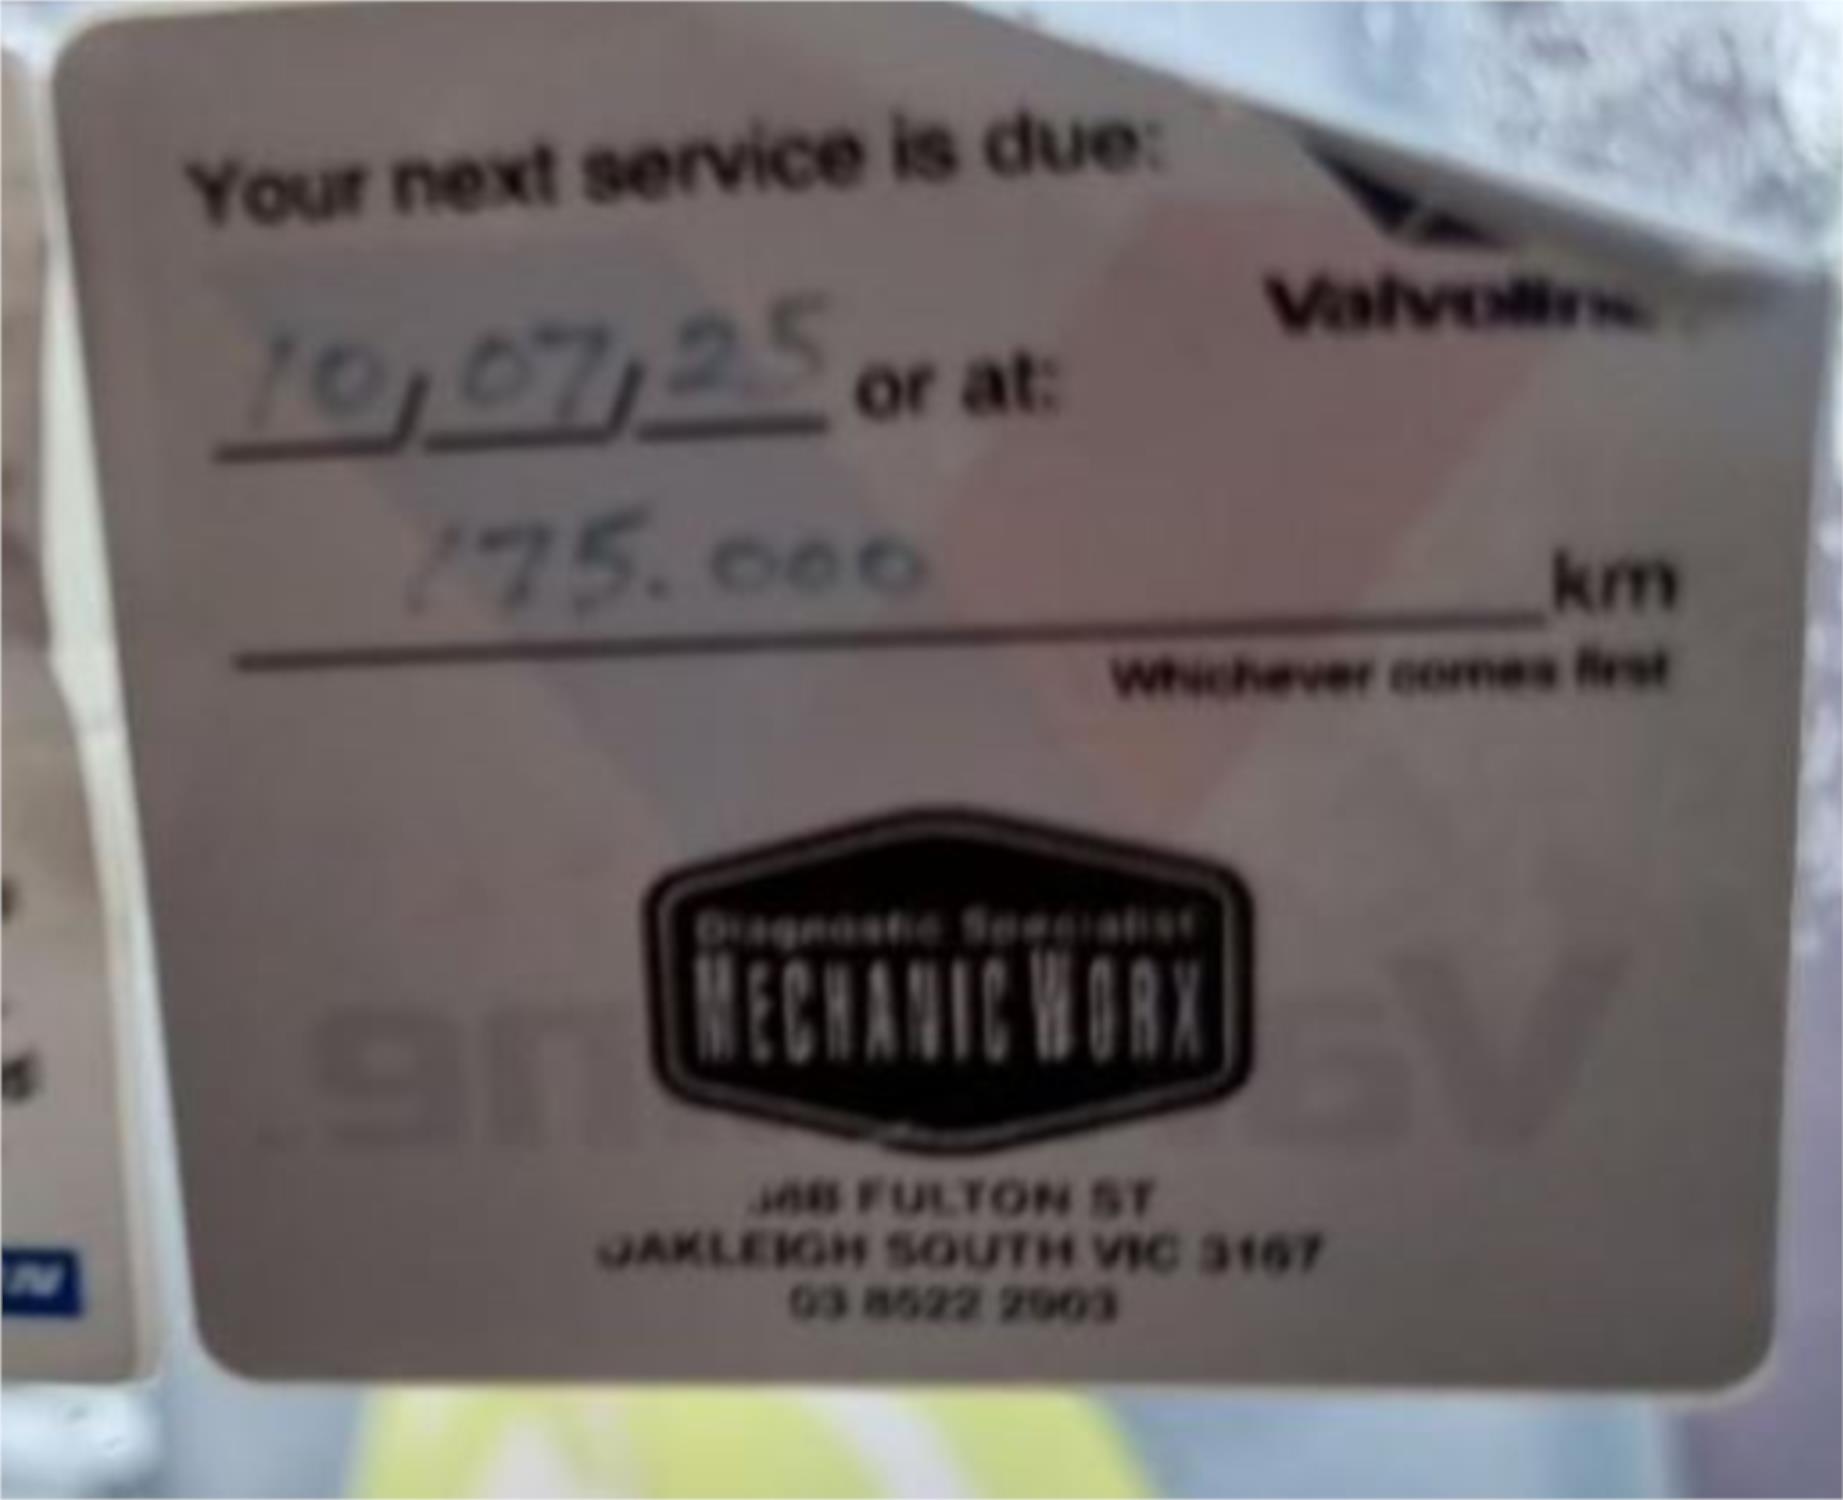 Your next service is due:
Valvoline
10/07/25 or at:
175.000 km
Whichever comes first
Diagnostic Specialist
MECHANIC WORX
FULTON ST
OAKLEIGH SOUTH VIC 3167
03 8522 2903